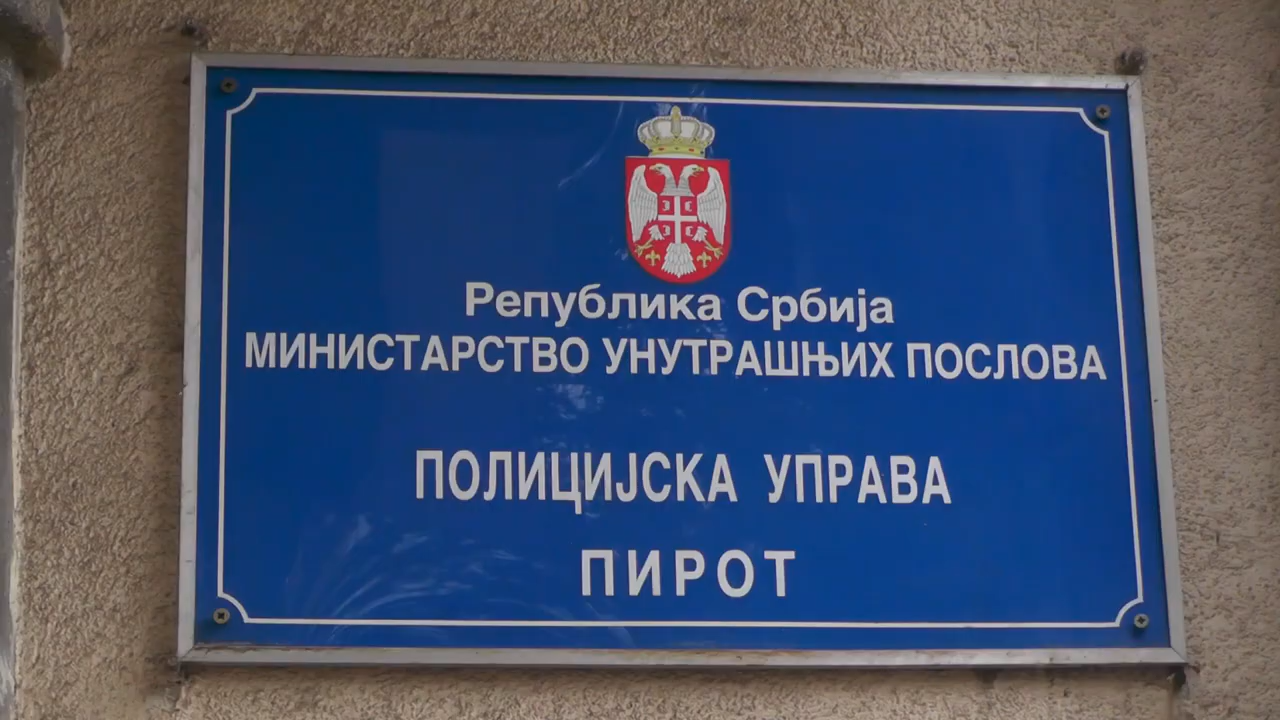 Република Србија
МИНИСТАРСТВО УНУТРАШЊИХ ПОСЛОВА
ПОЛИЦИЈСКА УПРАВА
ПИРОТ